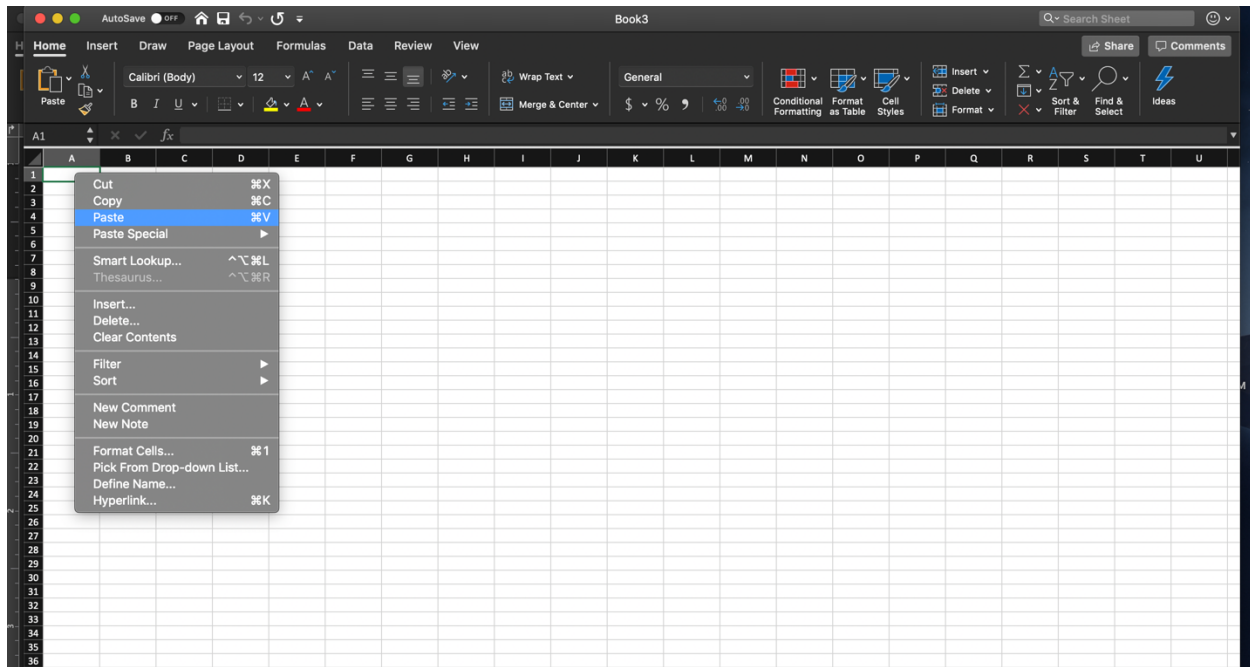 AutoSave OFF Book3 Search Sheet
Home Insert Draw Page Layout Formulas Data Review View Share Comments
Calibri (Body) 12 A^ A˅ Wrap Text General Insert
Paste B I U A Merge & Center $ % 9 .00 .00 Conditional Formatting Format as Table Cell Styles Delete Format Sort & Filter Find & Select Ideas
A1 fx
A B C D E F G H I J K L M N O P Q R S T U
1
2
3
4
5
6
7
8
9
10
11
12
13
14
15
16
17
18
19
20
21
22
23
24
25
26
27
28
29
30
31
32
33
34
35
36
Cut ⌘X
Copy ⌘C
Paste ⌘V
Paste Special ▶
Smart Lookup... ^⌥⌘L
Thesaurus... ^⌥⌘R
Insert...
Delete...
Clear Contents
Filter ▶
Sort ▶
New Comment
New Note
Format Cells... ⌘1
Pick From Drop-down List...
Define Name...
Hyperlink... ⌘K